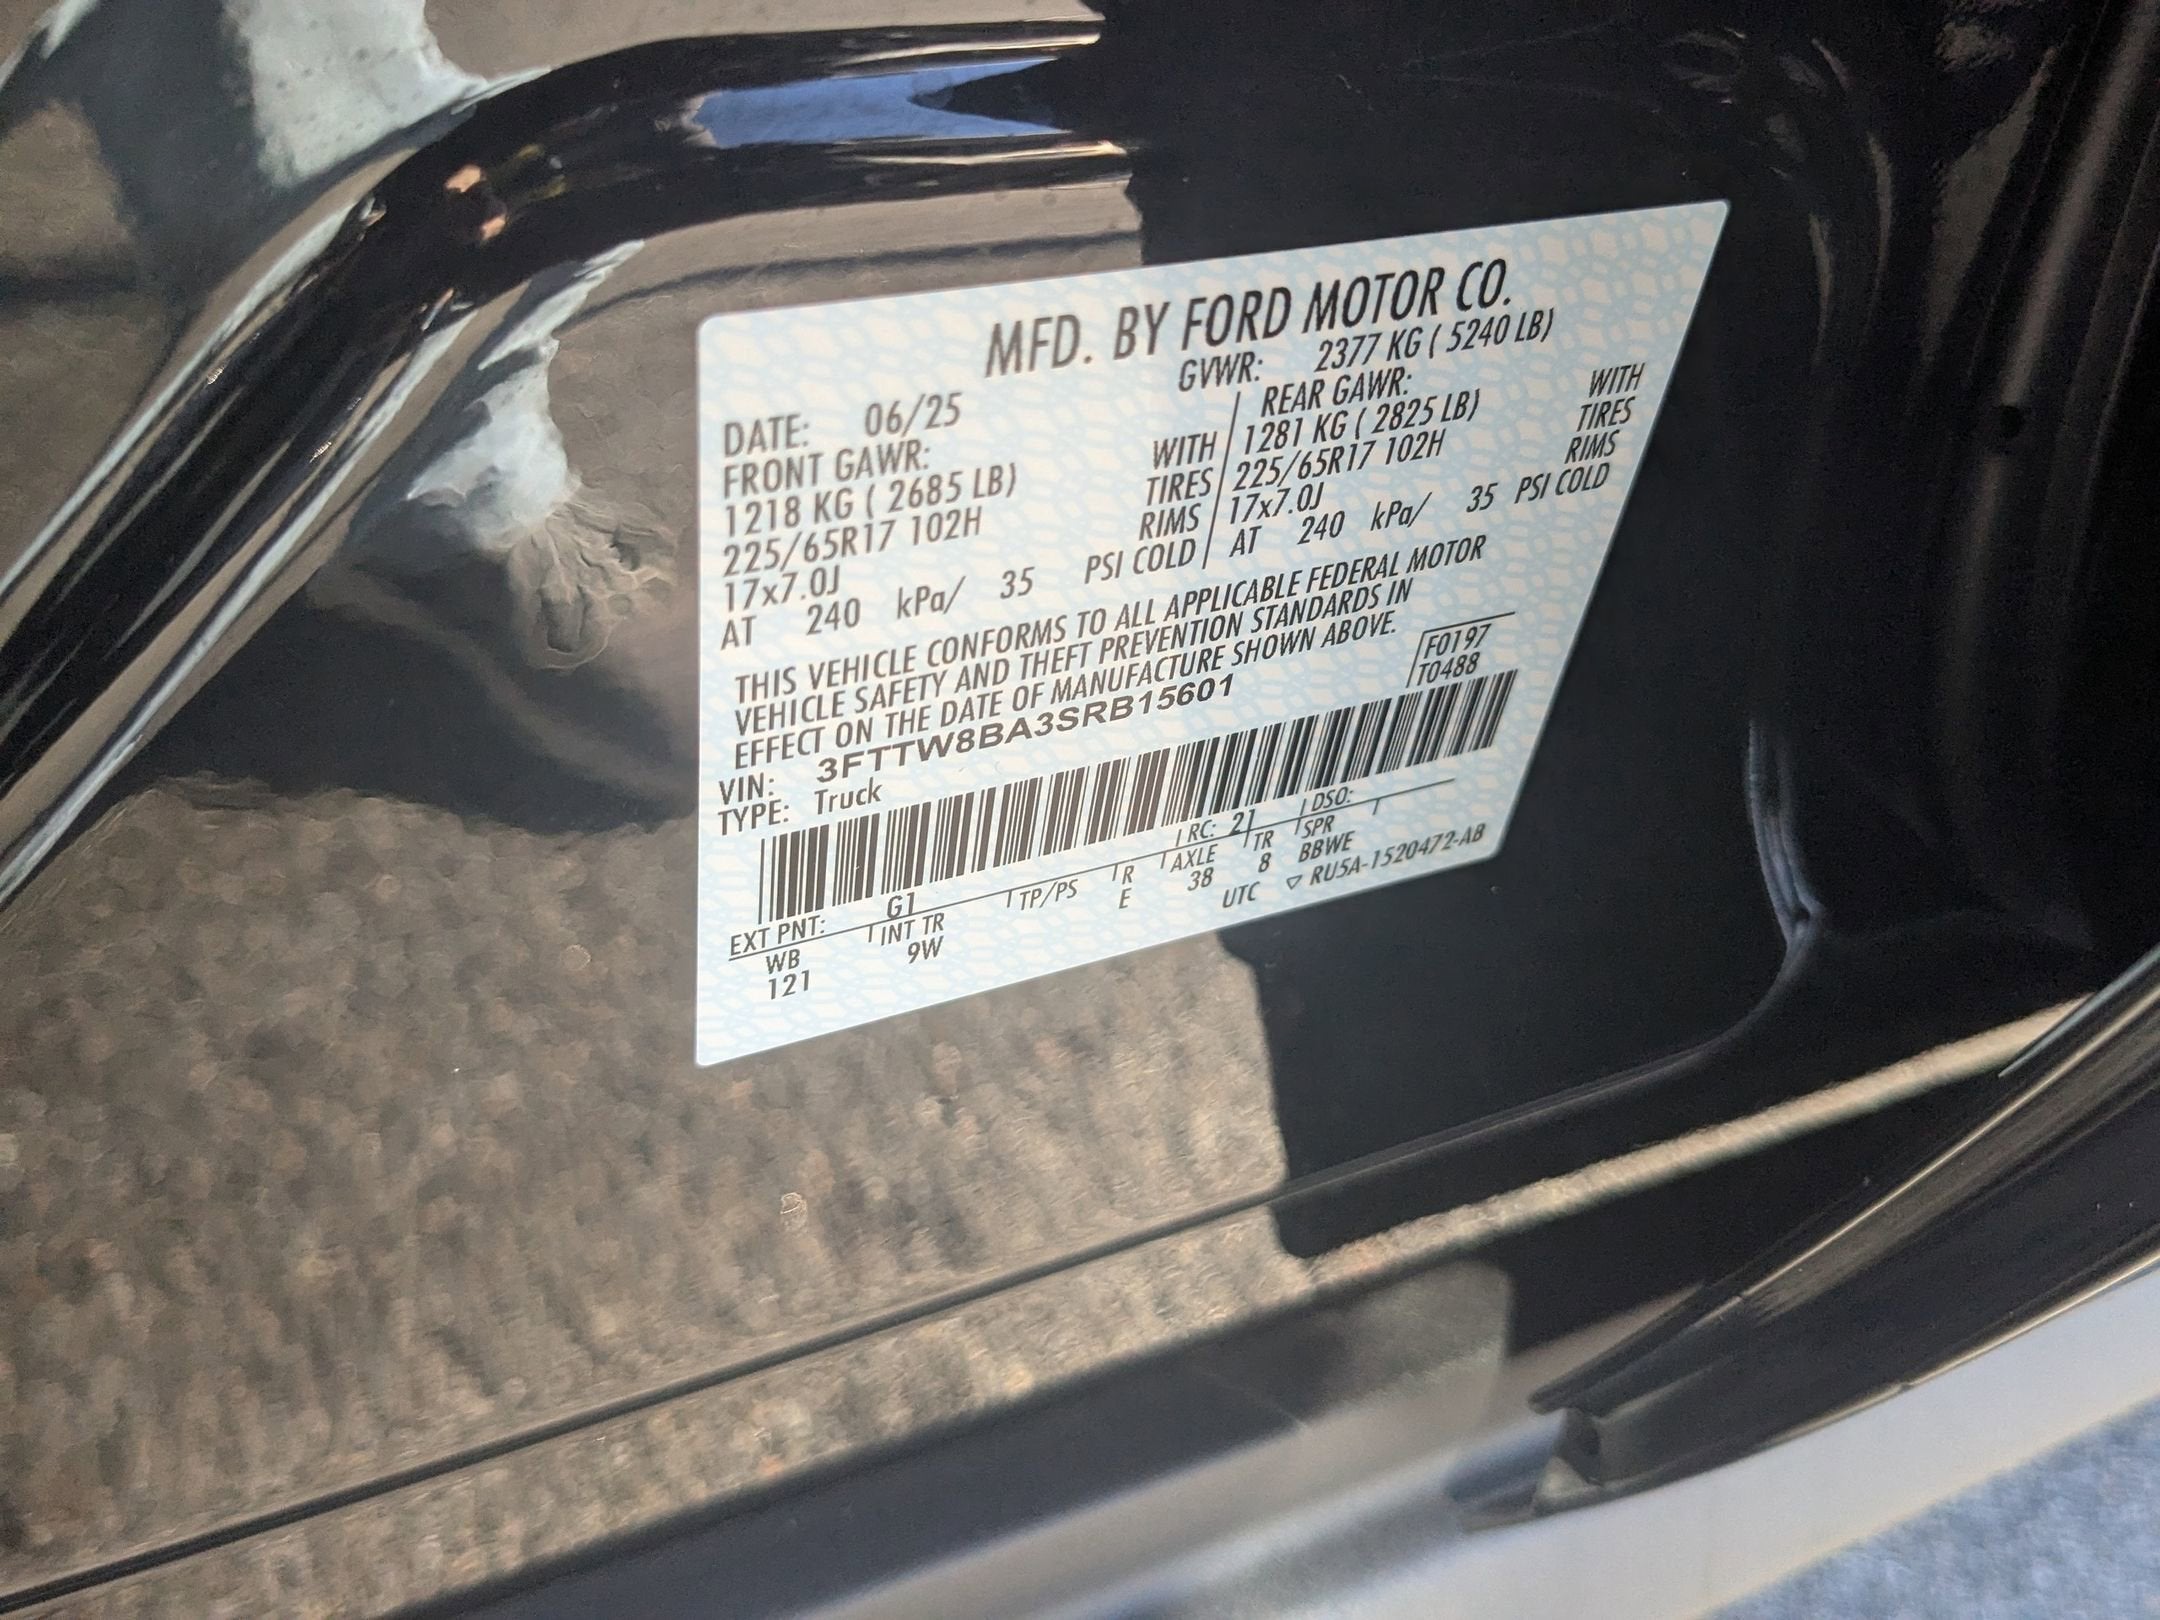 MFD. BY FORD MOTOR CO.
DATE: 06/25 GVWR: 2377 KG ( 5240 LB)
FRONT GAWR: REAR GAWR:
1218 KG ( 2685 LB) WITH 1281 KG ( 2825 LB) WITH
225/65R17 102H TIRES 225/65R17 102H TIRES
17x7.0J RIMS 17x7.0J RIMS
AT 240 kPa/ 35 PSI COLD AT 240 kPa/ 35 PSI COLD
THIS VEHICLE CONFORMS TO ALL APPLICABLE FEDERAL MOTOR
VEHICLE SAFETY AND THEFT PREVENTION STANDARDS IN
EFFECT ON THE DATE OF MANUFACTURE SHOWN ABOVE.
F0197
VIN: 3FTTW8BA3SRB15601 T0488
TYPE: Truck
EXT PNT: G1 RC: 21 DSO:
WB INT TR TP/PS R AXLE TR SPR
121 9W E 38 8 BBWE
UTC ▽ RU5A-1520472-AB